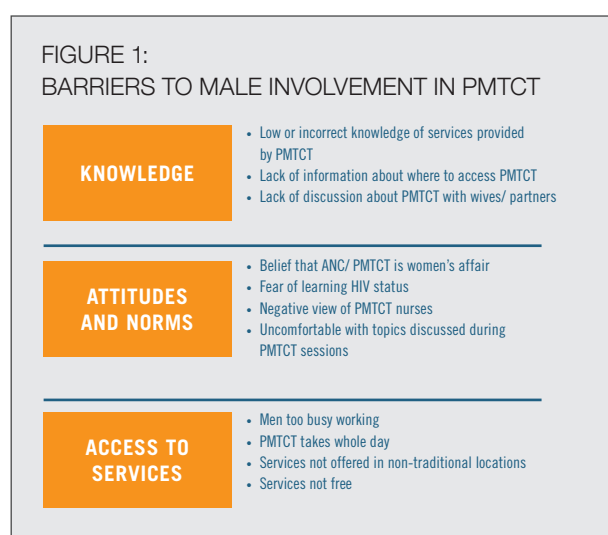 FIGURE 1:
BARRIERS TO MALE INVOLVEMENT IN PMTCT
KNOWLEDGE
• Low or incorrect knowledge of services provided
by PMTCT
• Lack of information about where to access PMTCT
• Lack of discussion about PMTCT with wives/ partners
ATTITUDES
AND NORMS
• Belief that ANC/ PMTCT is women's affair
• Fear of learning HIV status
• Negative view of PMTCT nurses
• Uncomfortable with topics discussed during
PMTCT sessions
ACCESS TO
SERVICES
• Men too busy working
• PMTCT takes whole day
• Services not offered in non-traditional locations
• Services not free